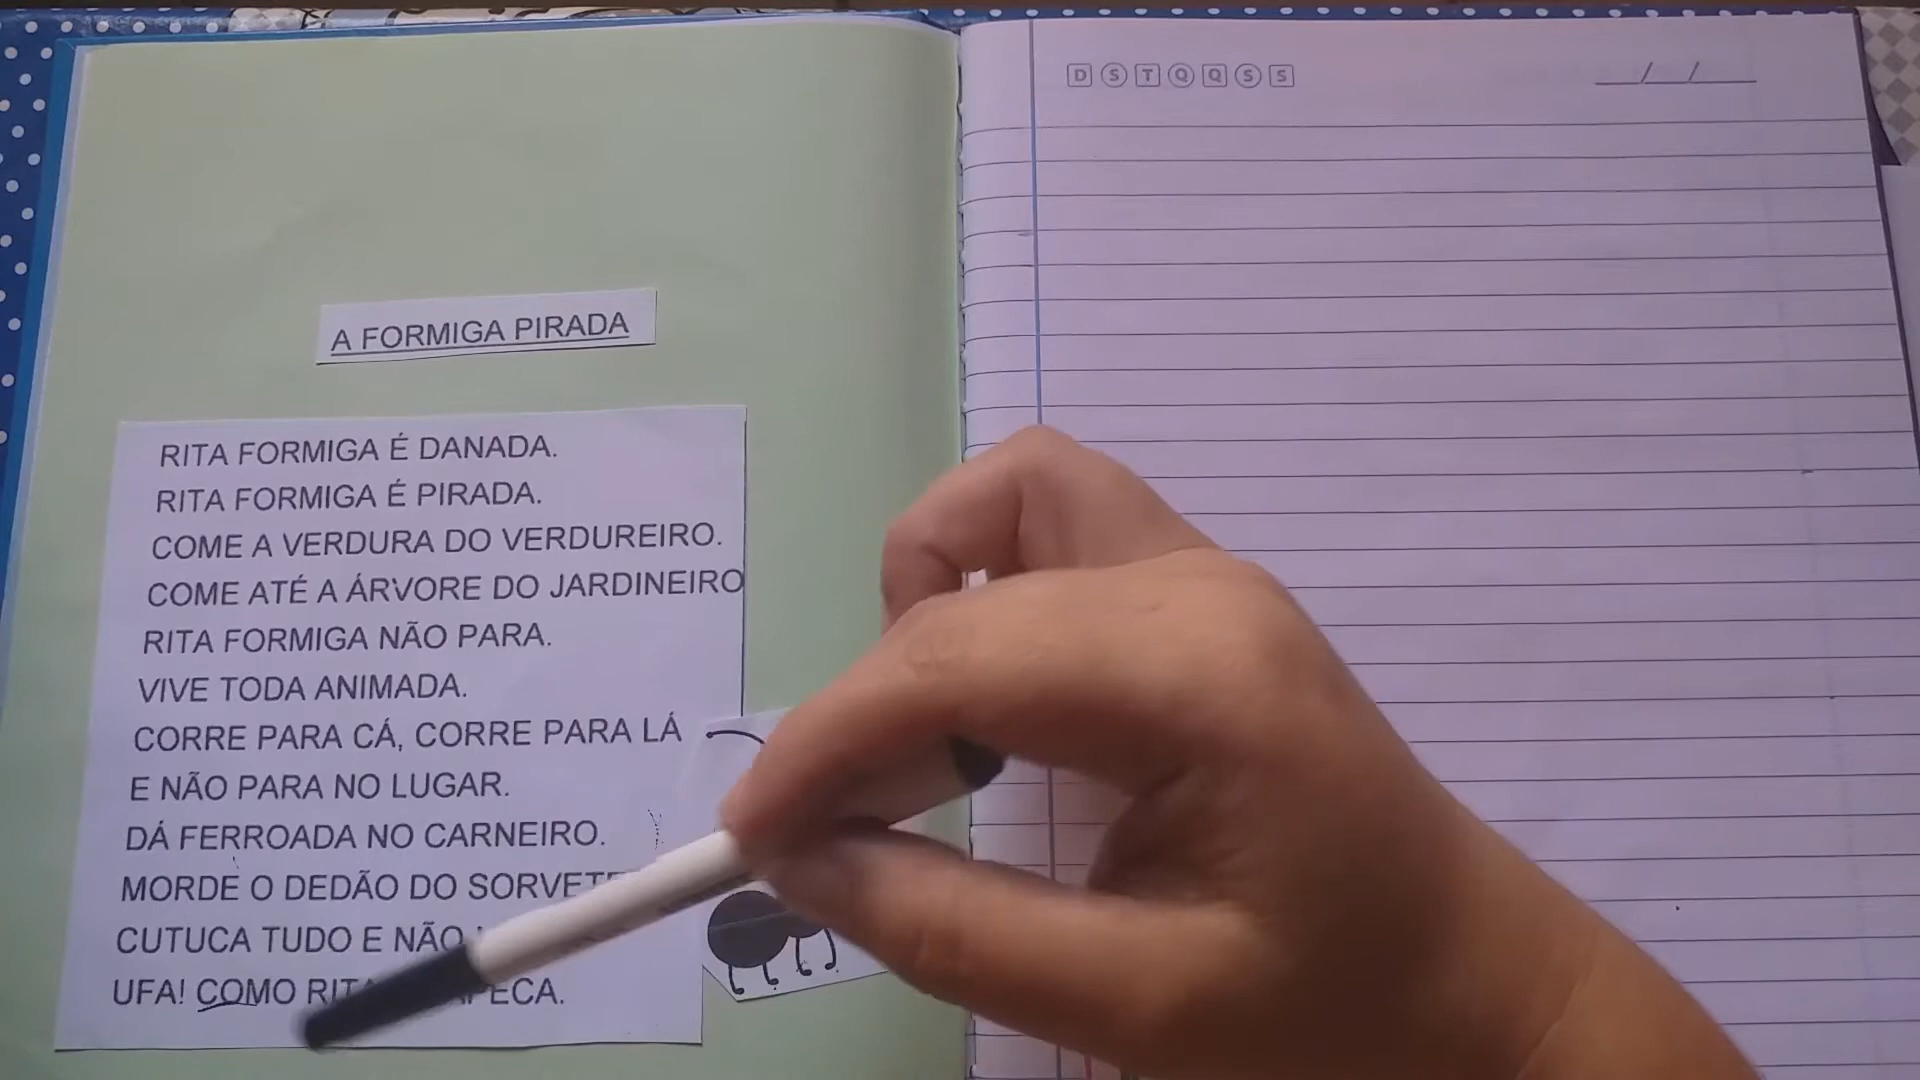 A FORMIGA PIRADA
RITA FORMIGA É DANADA.
RITA FORMIGA É PIRADA.
COME A VERDURA DO VERDUREIRO.
COME ATÉ A ÁRVORE DO JARDINEIRO
RITA FORMIGA NÃO PARA.
VIVE TODA ANIMADA.
CORRE PARA CÁ, CORRE PARA LÁ
E NÃO PARA NO LUGAR.
DÁ FERROADA NO CARNEIRO.
MORDE O DEDÃO DO
CUTUCA TUDO E NÃO
UFA! COMO
D S T Q Q S S